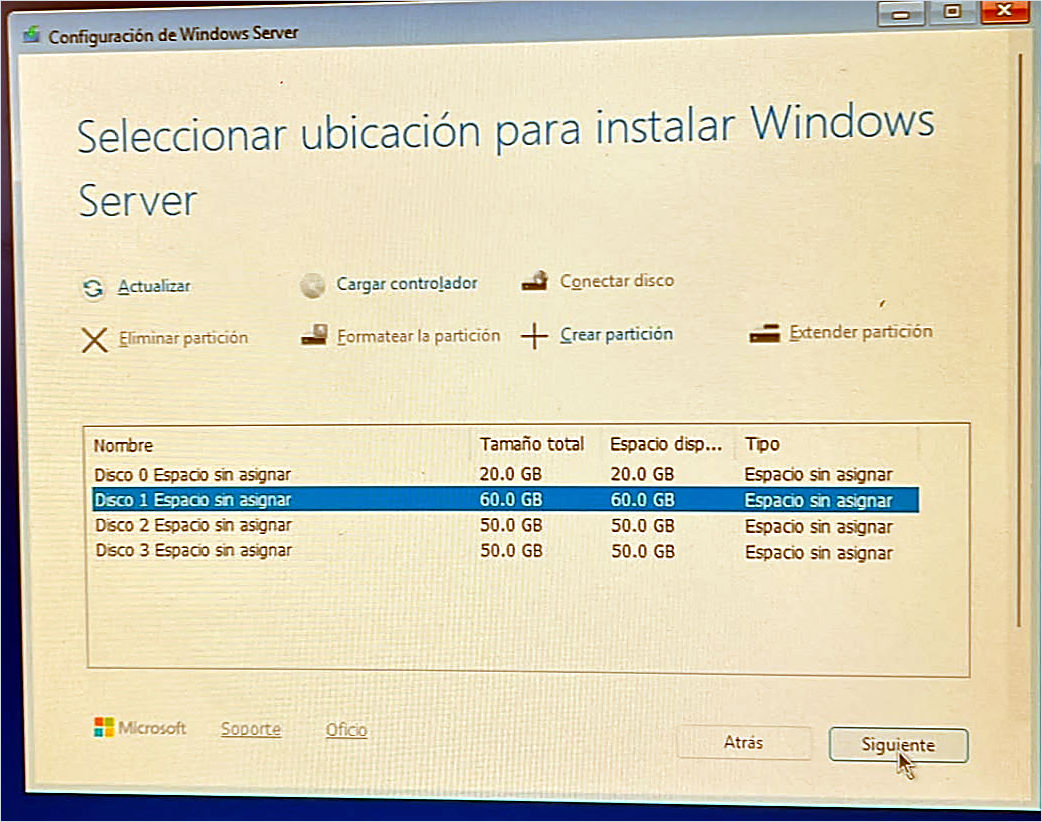 Configuración de Windows Server
Seleccionar ubicación para instalar Windows
Server
Actualizar Cargar controlador Conectar disco
Eliminar partición Formatear la partición Crear partición Extender partición
Nombre Tamaño total Espacio disp... Tipo
Disco 0 Espacio sin asignar 20.0 GB 20.0 GB Espacio sin asignar
Disco 1 Espacio sin asignar 60.0 GB 60.0 GB Espacio sin asignar
Disco 2 Espacio sin asignar 50.0 GB 50.0 GB Espacio sin asignar
Disco 3 Espacio sin asignar 50.0 GB 50.0 GB Espacio sin asignar
Microsoft Soporte Oficio Atrás Siguiente